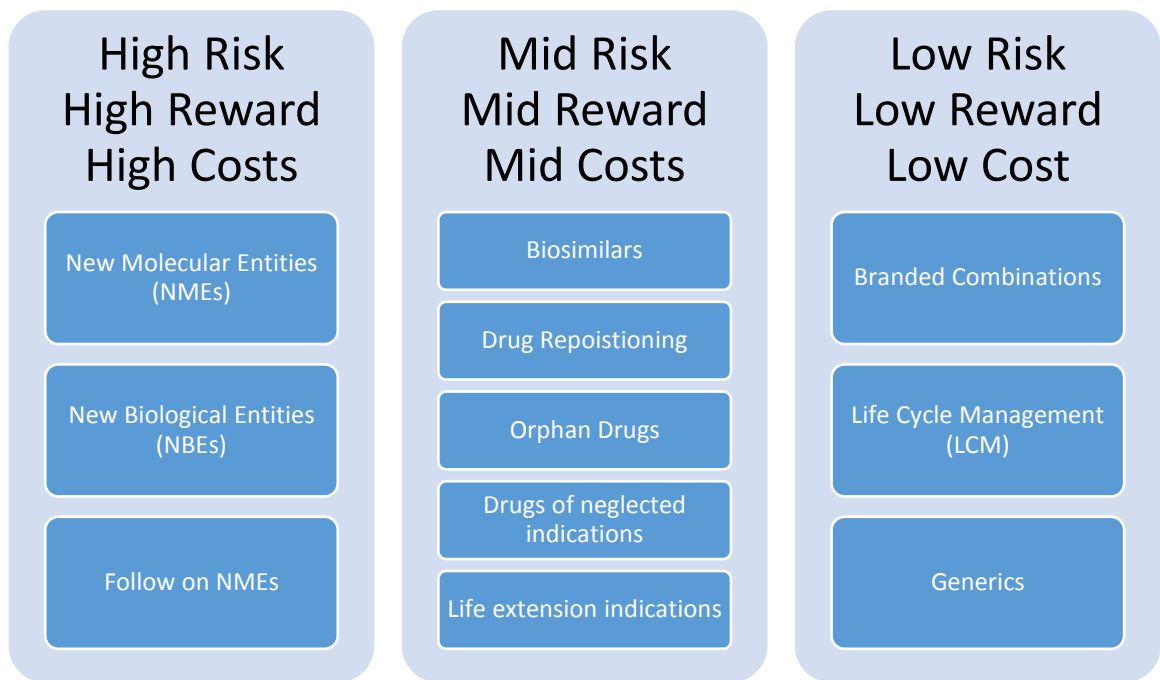 High Risk
High Reward
High Costs
New Molecular Entities
(NMEs)
New Biological Entities
(NBEs)
Follow on NMEs
Mid Risk
Mid Reward
Mid Costs
Biosimilars
Drug Repoistioning
Orphan Drugs
Drugs of neglected
indications
Life extension indications
Low Risk
Low Reward
Low Cost
Branded Combinations
Life Cycle Management
(LCM)
Generics